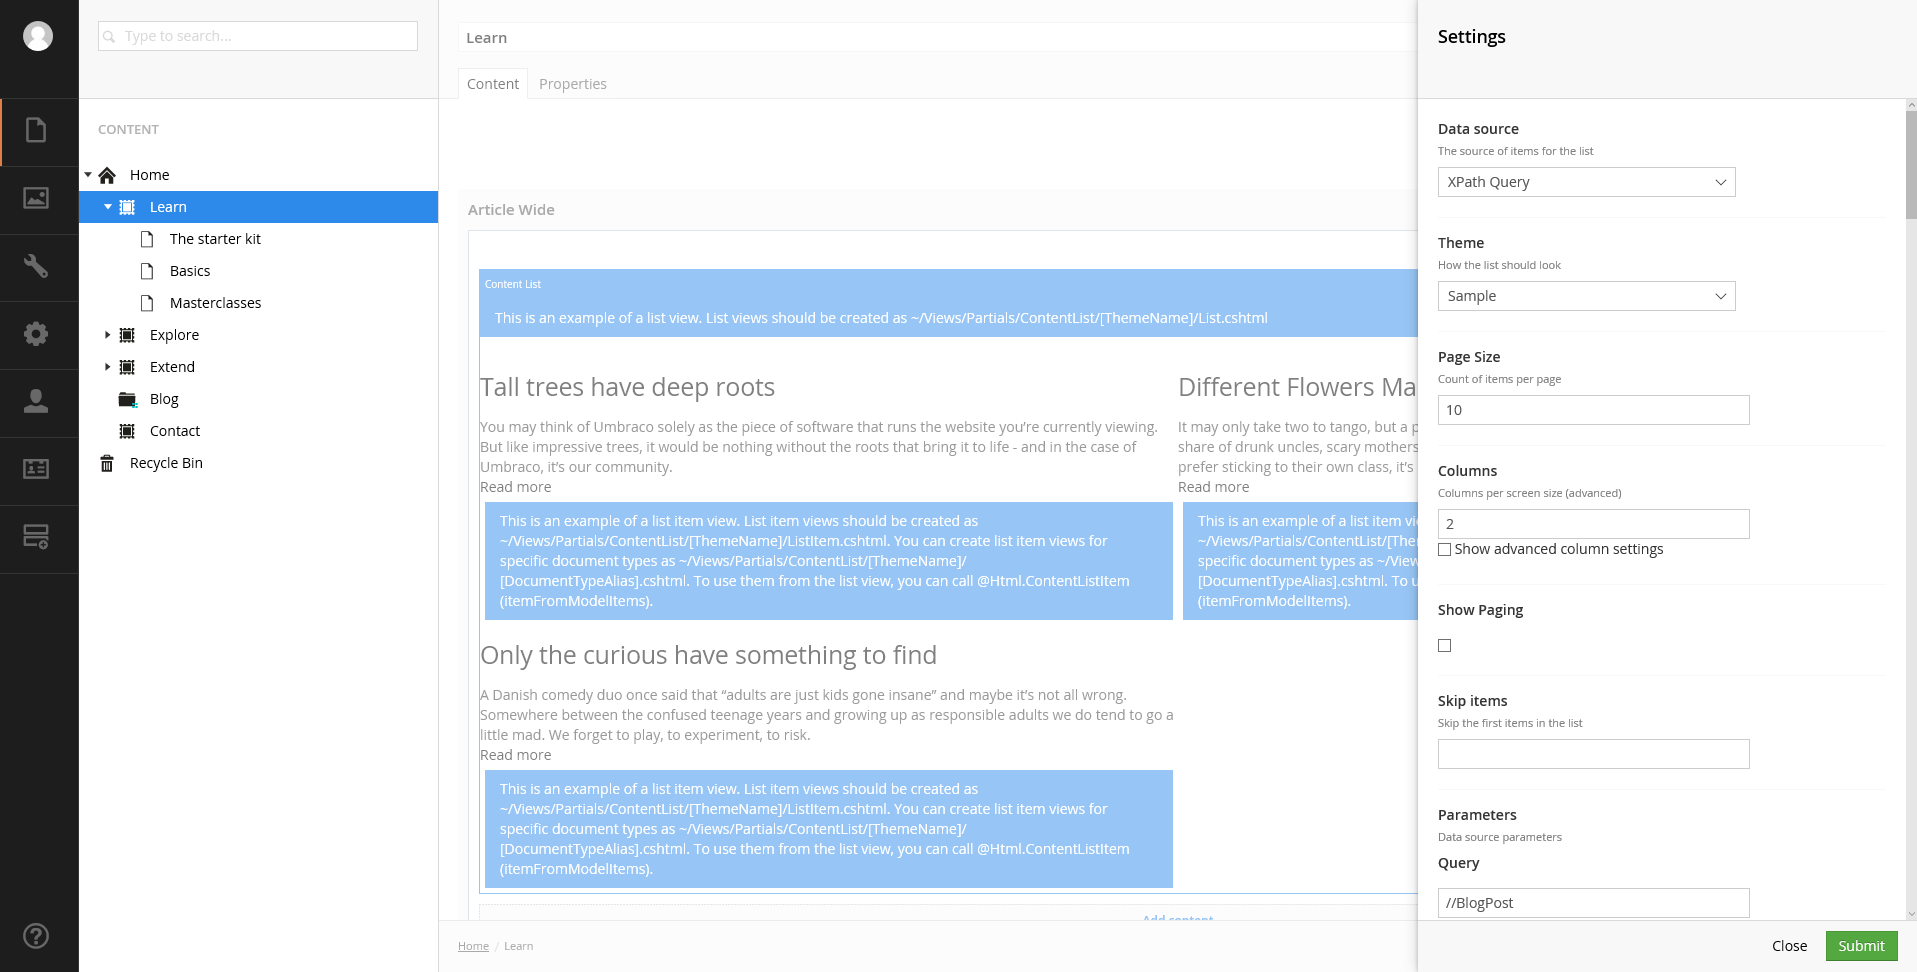 Type to search...
CONTENT
Home
Learn
The starter kit
Basics
Masterclasses
Explore
Extend
Blog
Contact
Recycle Bin
Learn
Content
Properties
Article Wide
Content List
This is an example of a list view. List views should be created as ~/Views/Partials/ContentList/[ThemeName]/List.cshtml
Tall trees have deep roots
You may think of Umbraco solely as the piece of software that runs the website you’re currently viewing.
But like impressive trees, it would be nothing without the roots that bring it to life - and in the case of
Umbraco, it’s our community.
Read more
This is an example of a list item view. List item views should be created as
~/Views/Partials/ContentList/[ThemeName]/ListItem.cshtml. You can create list item views for
specific document types as ~/Views/Partials/ContentList/[ThemeName]/
[DocumentTypeAlias].cshtml. To use them from the list view, you can call @Html.ContentListItem
(itemFromModelItems).
Different Flowers Ma
It may only take two to tango, but a p
share of drunk uncles, scary mothers
prefer sticking to their own class, it’s
Read more
This is an example of a list item vi
~/Views/Partials/ContentList/[The
specific document types as ~/View
[DocumentTypeAlias].cshtml. To u
(itemFromModelItems).
Only the curious have something to find
A Danish comedy duo once said that “adults are just kids gone insane” and maybe it’s not all wrong.
Somewhere between the confused teenage years and growing up as responsible adults we do tend to go a
little mad. We forget to play, to experiment, to risk.
Read more
This is an example of a list item view. List item views should be created as
~/Views/Partials/ContentList/[ThemeName]/ListItem.cshtml. You can create list item views for
specific document types as ~/Views/Partials/ContentList/[ThemeName]/
[DocumentTypeAlias].cshtml. To use them from the list view, you can call @Html.ContentListItem
(itemFromModelItems).
Add content
Home / Learn
Settings
Data source
The source of items for the list
XPath Query
Theme
How the list should look
Sample
Page Size
Count of items per page
10
Columns
Columns per screen size (advanced)
2
Show advanced column settings
Show Paging
Skip items
Skip the first items in the list
Parameters
Data source parameters
Query
//BlogPost
Close
Submit